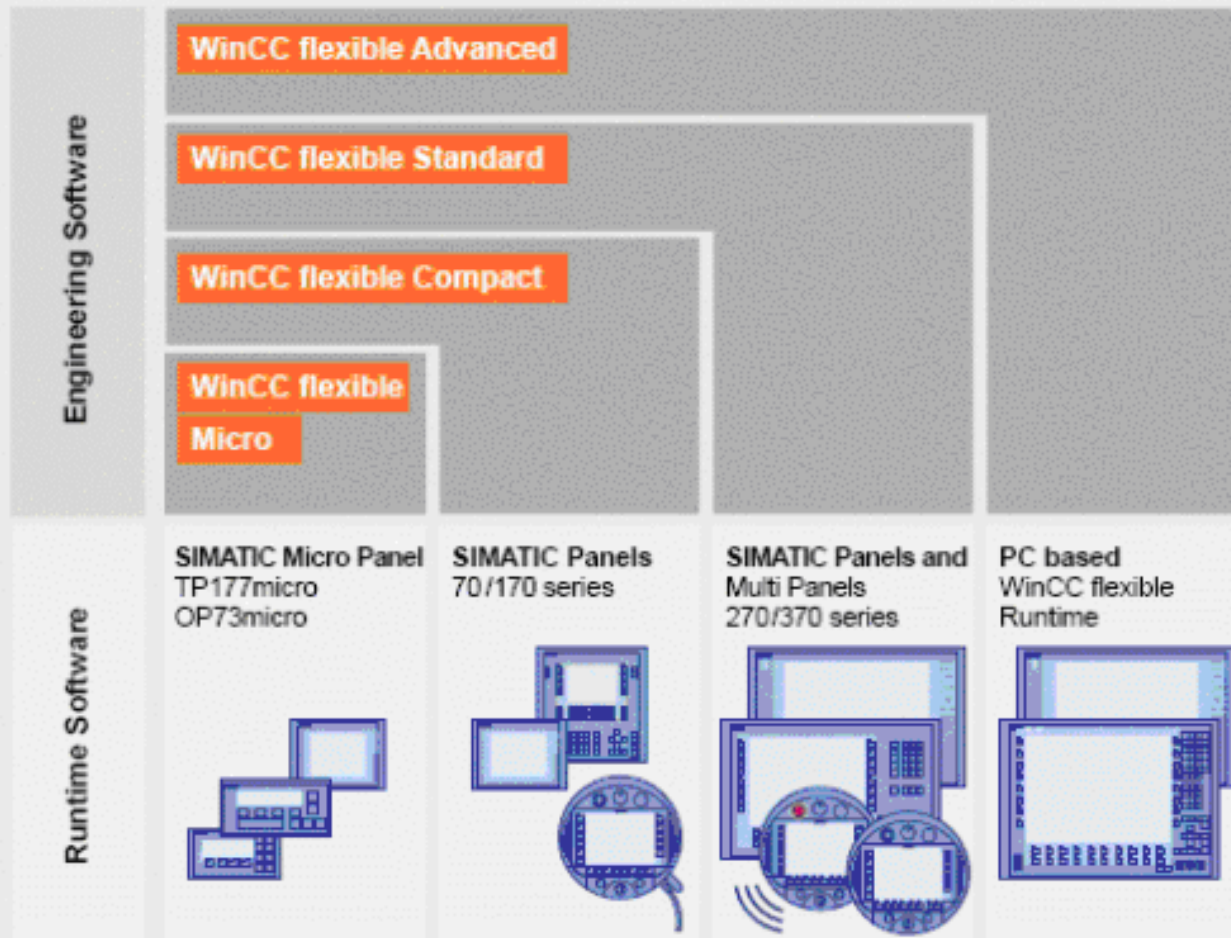 Engineering Software
WinCC flexible Advanced
WinCC flexible Standard
WinCC flexible Compact
WinCC flexible
Micro
Runtime Software
SIMATIC Micro Panel
TP177micro
OP73micro
SIMATIC Panels
70/170 series
SIMATIC Panels and
Multi Panels
270/370 series
PC based
WinCC flexible
Runtime